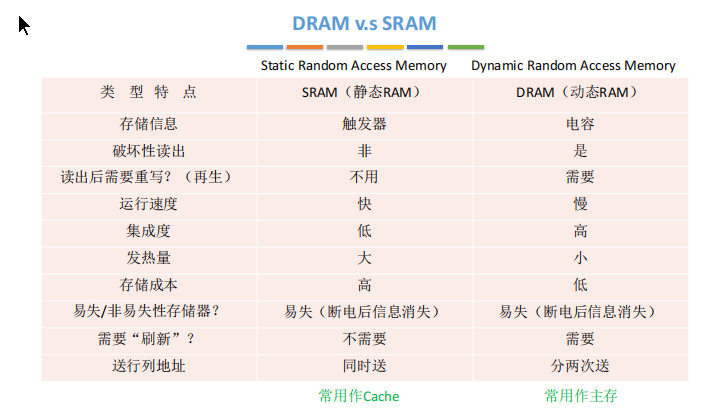 DRAM v.s SRAM
Static Random Access Memory Dynamic Random Access Memory
类 型 特 点 SRAM（静态RAM） DRAM（动态RAM）
存储信息 触发器 电容
破坏性读出 非 是
读出后需要重写？（再生） 不用 需要
运行速度 快 慢
集成度 低 高
发热量 大 小
存储成本 高 低
易失/非易失性存储器？ 易失（断电后信息消失） 易失（断电后信息消失）
需要“刷新”？ 不需要 需要
送行列地址 同时送 分两次送
常用作Cache 常用作主存